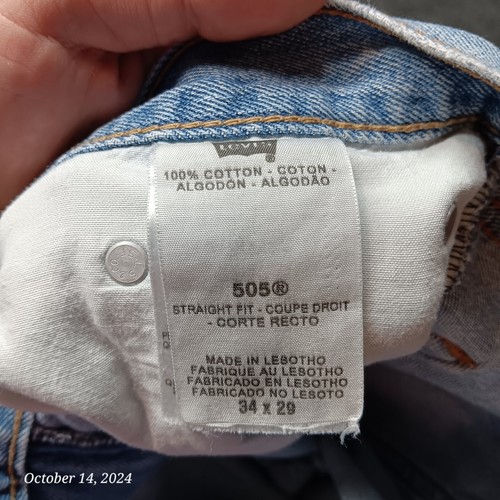 LEVI'S
®
100% COTTON - COTON -
ALGODÓN - ALGODÃO
505®
STRAIGHT FIT - COUPE DROIT
- CORTE RECTO
MADE IN LESOTHO
FABRIQUE AU LESOTHO
FABRICADO EN LESOTHO
FABRICADO NO LESOTO
34 x 29
October 14, 2024